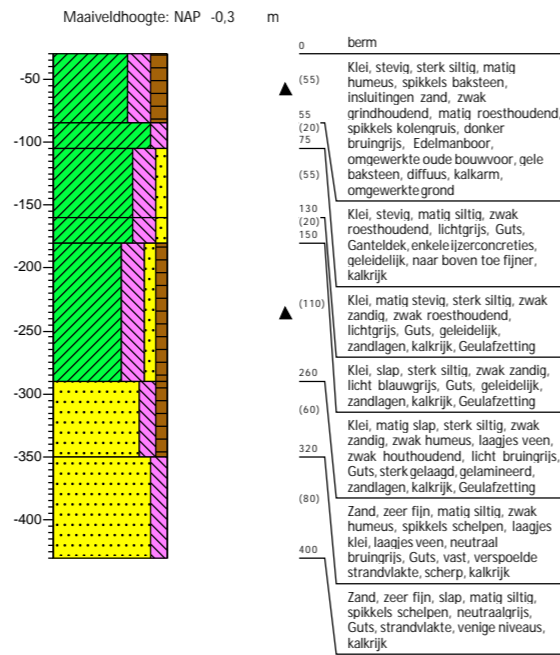 Maaiveldhoogte: NAP -0,3 m
-50
-100
-150
-200
-250
-300
-350
-400
0
(55)
55
(20)
75
(55)
130
(20)
150
(110)
260
(60)
320
(80)
400
berm
Klei, stevig, sterk siltig, matig
humeus, spikkels baksteen,
insluitingen zand, zwak
grindhoudend, matig roesthoudend,
spikkels kolengruis, donker
bruingrijs, Edelmanboor,
omgewerkte oude bouwvoor, gele
baksteen, diffuus, kalkarm,
omgewerkte grond
Klei, stevig, matig siltig, zwak
roesthoudend, lichtgrijs, Guts,
Ganteldek, enkele ijzerconcreties,
geleidelijk, naar boven toe fijner,
kalkrijk
Klei, matig stevig, sterk siltig, zwak
zandig, zwak roesthoudend,
lichtgrijs, Guts, geleidelijk,
zandlagen, kalkrijk, Geulafzetting
Klei, slap, sterk siltig, zwak zandig,
licht blauwgrijs, Guts, geleidelijk,
zandlagen, kalkrijk, Geulafzetting
Klei, matig slap, sterk siltig, zwak
zandig, zwak humeus, laagjes veen,
zwak houthoudend, licht bruingrijs,
Guts, sterk gelaagd, gelamineerd,
zandlagen, kalkrijk, Geulafzetting
Zand, zeer fijn, matig siltig, zwak
humeus, spikkels schelpen, laagjes
klei, laagjes veen, neutraal
bruingrijs, Guts, vast, verspoelde
strandvlakte, scherp, kalkrijk
Zand, zeer fijn, slap, matig siltig,
spikkels schelpen, neutraalgrijs,
Guts, strandvlakte, venige niveaus,
kalkrijk